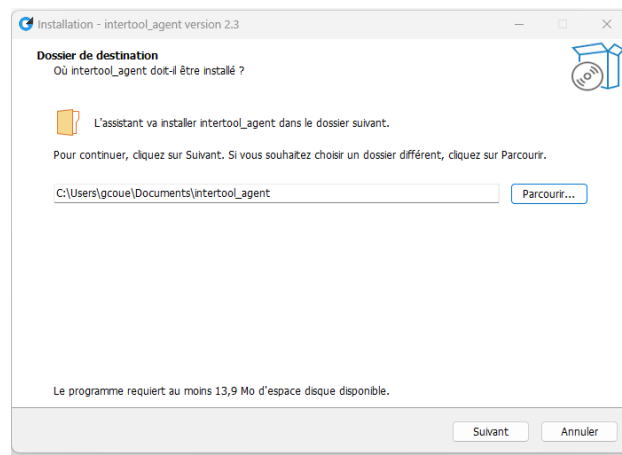 Installation - intertool_agent version 2.3
Dossier de destination
Où intertool_agent doit-il être installé ?
L'assistant va installer intertool_agent dans le dossier suivant.
Pour continuer, cliquez sur Suivant. Si vous souhaitez choisir un dossier différent, cliquez sur Parcourir.
C:\Users\gcoue\Documents\intertool_agent
Parcourir...
Le programme requiert au moins 13,9 Mo d'espace disque disponible.
Suivant
Annuler